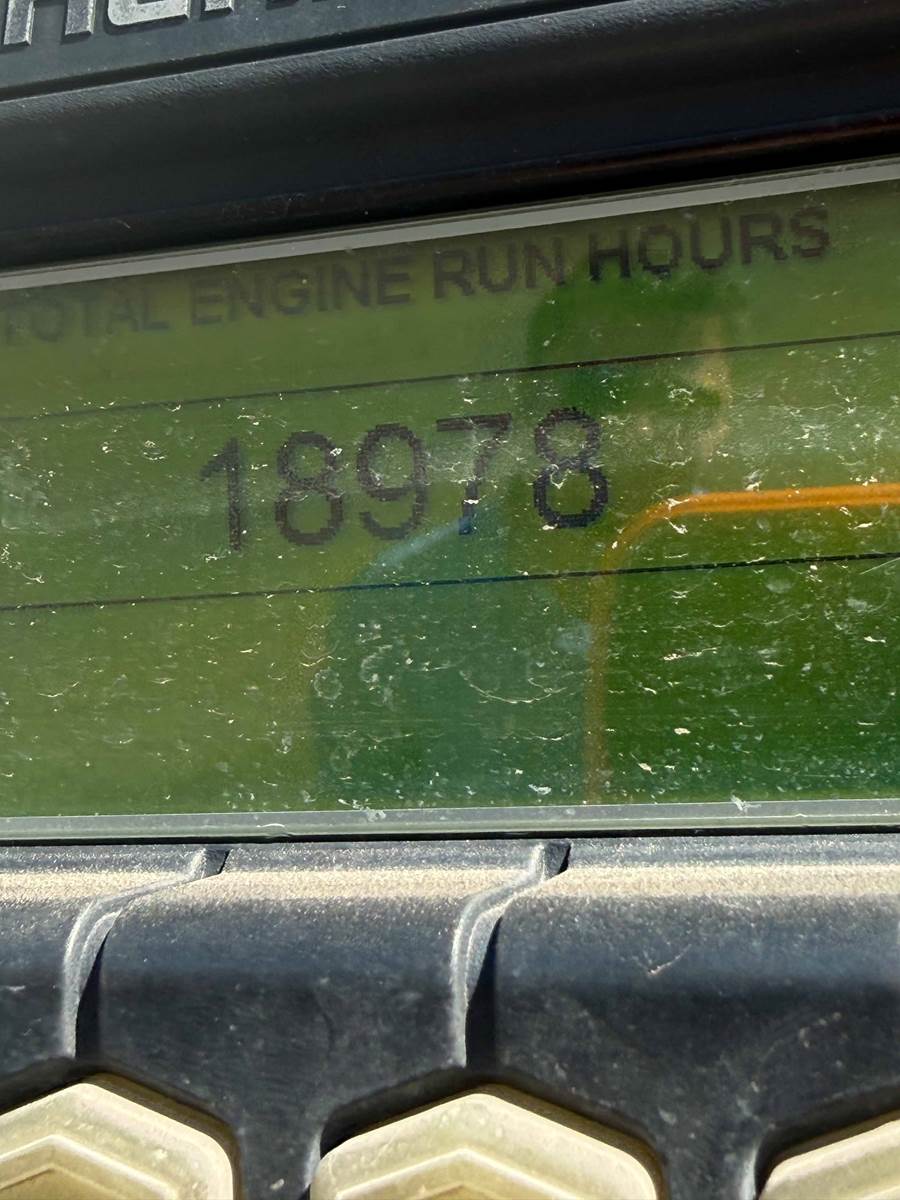 TOTAL ENGINE RUN HOURS
18978